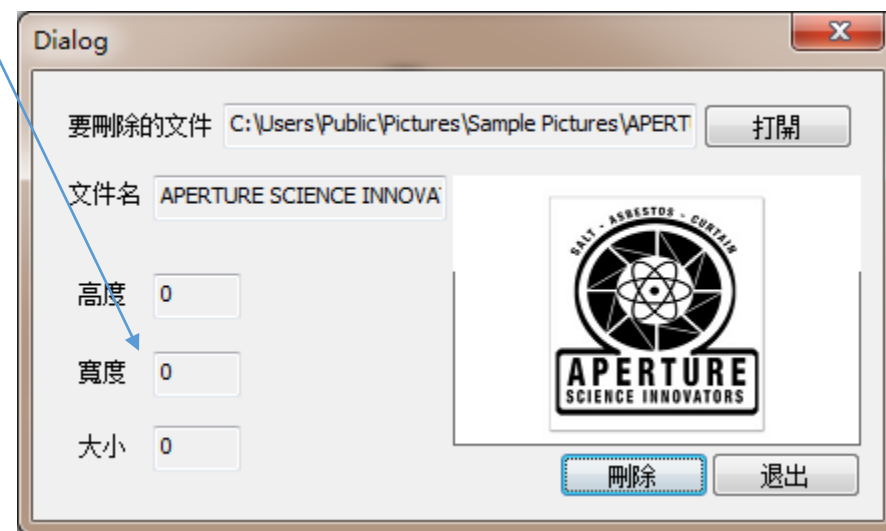 Dialog
要刪除的文件 C:\Users\Public\Pictures\Sample Pictures\APERT 打開
文件名 APERTURE SCIENCE INNOVA
SALT - ASBESTOS - CURTAIN
高度 0
寬度 0
APERTURE
SCIENCE INNOVATORS
大小 0
刪除 退出